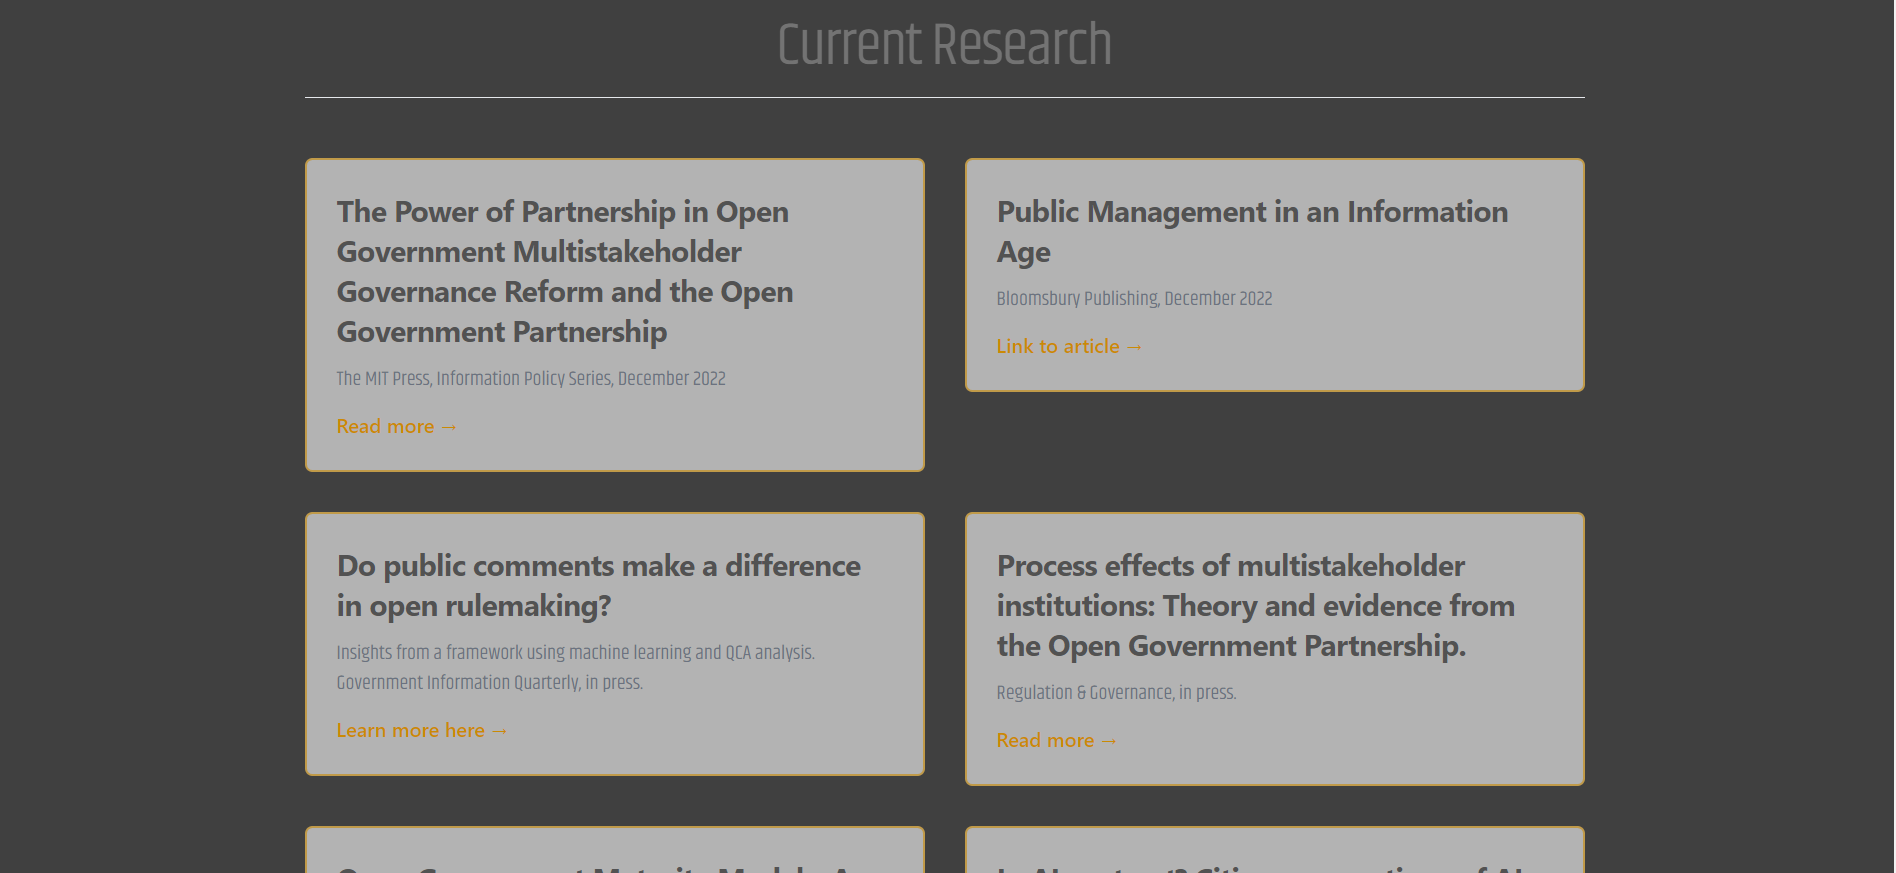 Current Research
The Power of Partnership in Open
Government Multistakeholder
Governance Reform and the Open
Government Partnership
The MIT Press, Information Policy Series, December 2022
Read more →
Public Management in an Information
Age
Bloomsbury Publishing, December 2022
Link to article →
Do public comments make a difference
in open rulemaking?
Insights from a framework using machine learning and QCA analysis.
Government Information Quarterly, in press.
Learn more here →
Process effects of multistakeholder
institutions: Theory and evidence from
the Open Government Partnership.
Regulation & Governance, in press.
Read more →